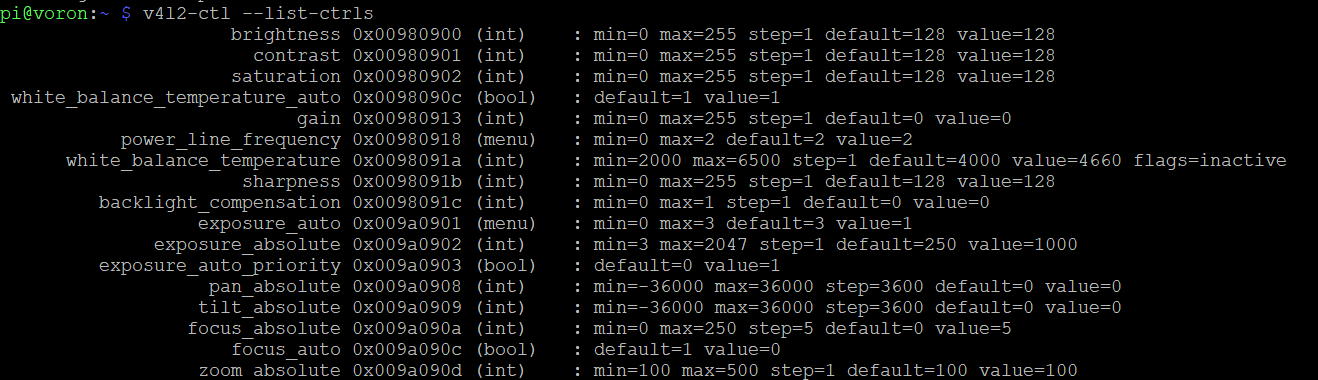 pi@voron:~ $ v4l2-ctl --list-ctrls
brightness 0x00980900 (int) : min=0 max=255 step=1 default=128 value=128
contrast 0x00980901 (int) : min=0 max=255 step=1 default=128 value=128
saturation 0x00980902 (int) : min=0 max=255 step=1 default=128 value=128
white_balance_temperature_auto 0x0098090c (bool) : default=1 value=1
gain 0x00980913 (int) : min=0 max=255 step=1 default=0 value=0
power_line_frequency 0x00980918 (menu) : min=0 max=2 default=2 value=2
white_balance_temperature 0x0098091a (int) : min=2000 max=6500 step=1 default=4000 value=4660 flags=inactive
sharpness 0x0098091b (int) : min=0 max=255 step=1 default=128 value=128
backlight_compensation 0x0098091c (int) : min=0 max=1 step=1 default=0 value=0
exposure_auto 0x009a0901 (menu) : min=0 max=3 default=3 value=1
exposure_absolute 0x009a0902 (int) : min=3 max=2047 step=1 default=250 value=1000
exposure_auto_priority 0x009a0903 (bool) : default=0 value=1
pan_absolute 0x009a0908 (int) : min=-36000 max=36000 step=3600 default=0 value=0
tilt_absolute 0x009a0909 (int) : min=-36000 max=36000 step=3600 default=0 value=0
focus_absolute 0x009a090a (int) : min=0 max=250 step=5 default=0 value=5
focus_auto 0x009a090c (bool) : default=1 value=0
zoom_absolute 0x009a090d (int) : min=100 max=500 step=1 default=100 value=100